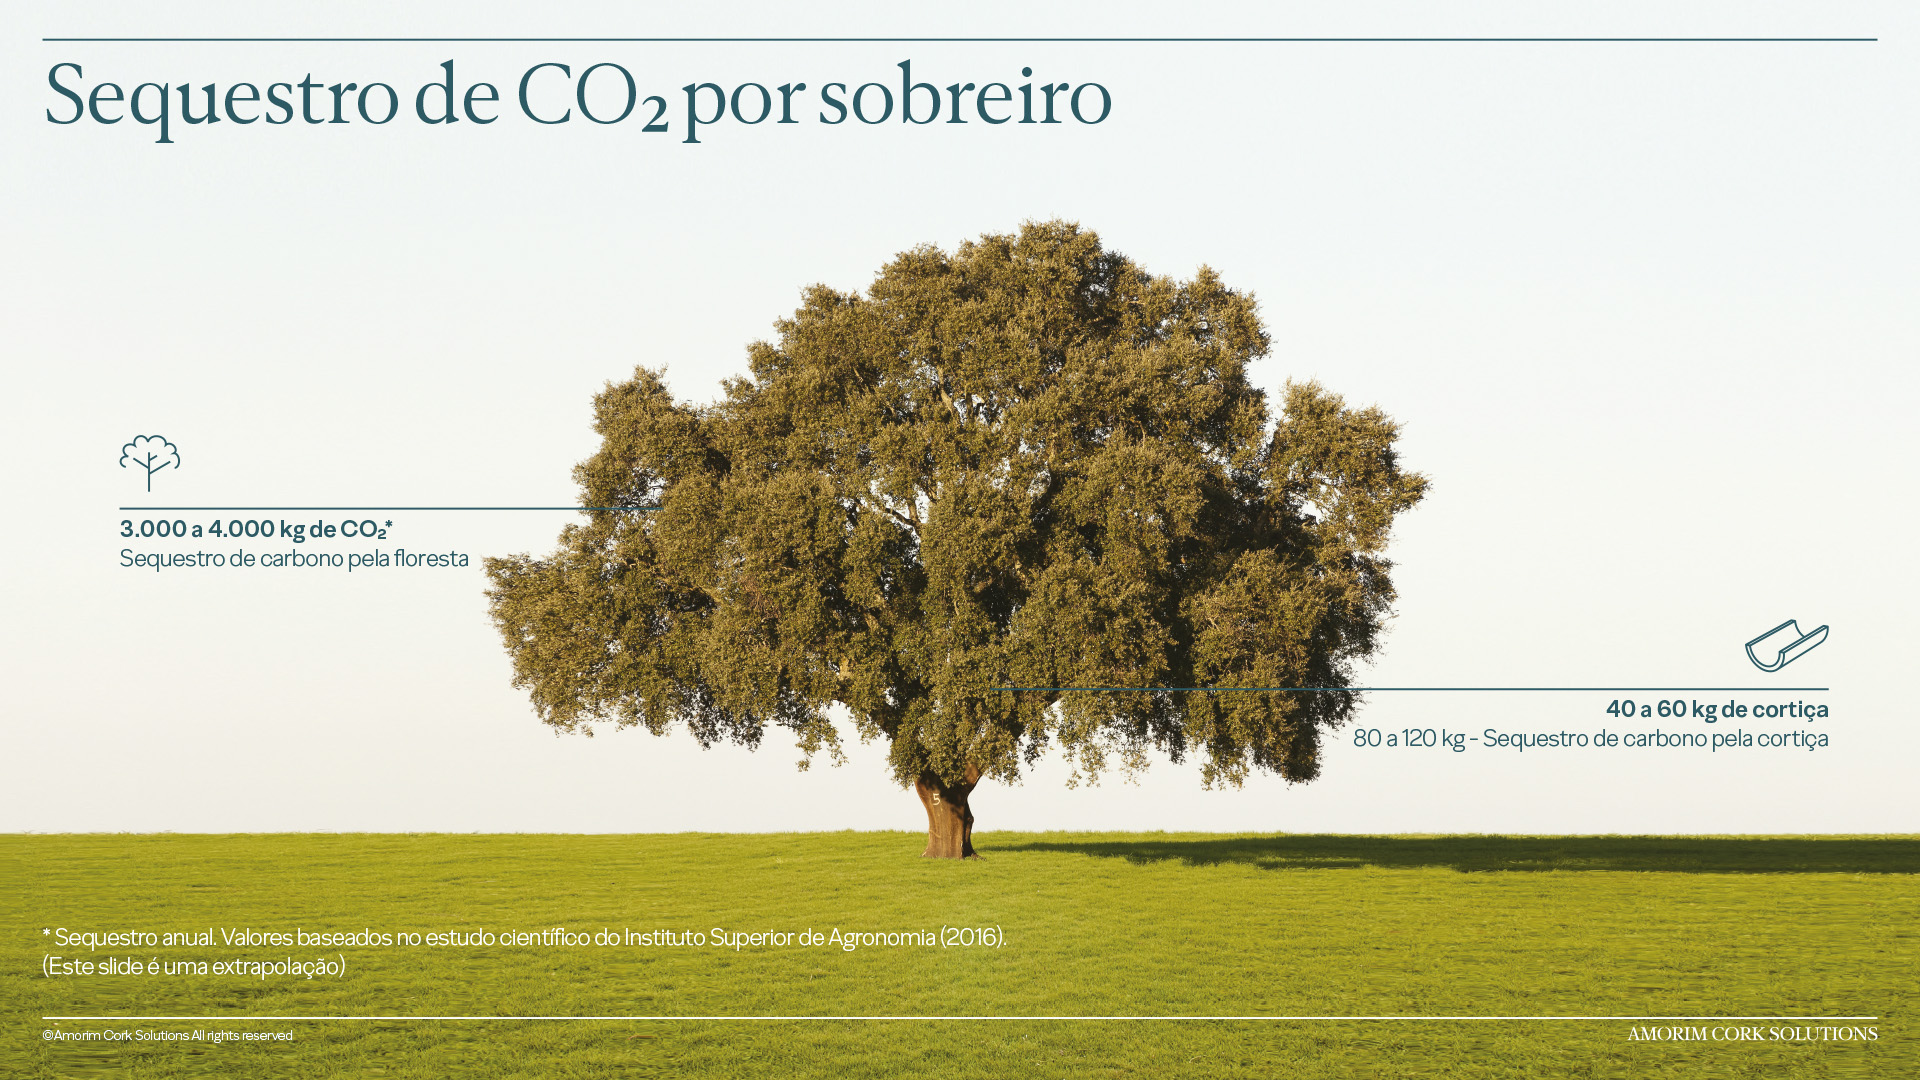 Sequestro de CO₂ por sobreiro
3.000 a 4.000 kg de CO₂*
Sequestro de carbono pela floresta
40 a 60 kg de cortiça
80 a 120 kg - Sequestro de carbono pela cortiça
5
* Sequestro anual. Valores baseados no estudo científico do Instituto Superior de Agronomia (2016).
(Este slide é uma extrapolação)
©Amorim Cork Solutions All rights reserved
AMORIM CORK SOLUTIONS